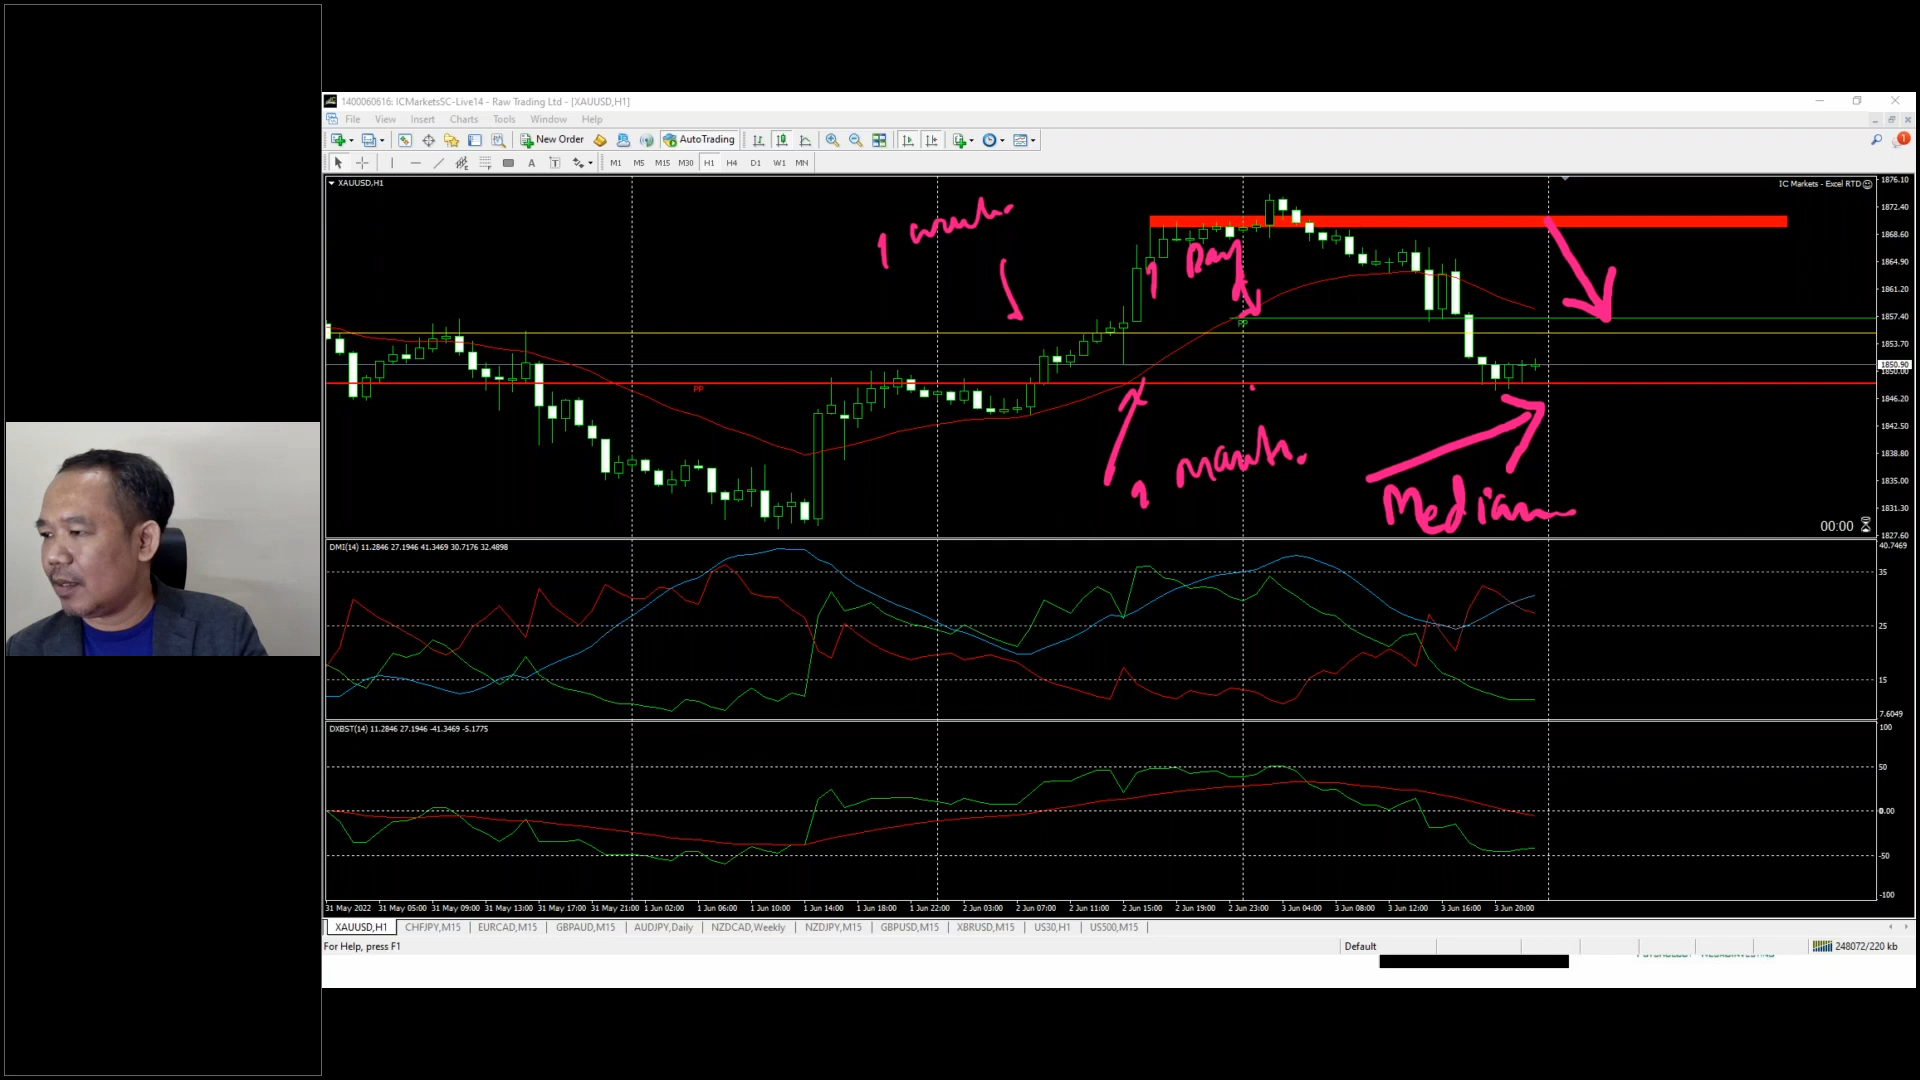 1400060616: ICMarketsSC-Live14 - Raw Trading Ltd - [XAUUSD,H1]
File View Insert Charts Tools Window Help
New Order AutoTrading
A T M1 M5 M15 M30 H1 H4 D1 W1 MN
XAUUSD,H1
IC Markets - Excel RTD
1876.10
1872.40
1868.60
1864.90
1861.20
1857.40
1853.70
1850.90
1850.00
1846.20
1842.50
1838.80
1835.00
1831.30
1827.60
1
1 Day
PP
PP
month.
Median
00:00
DMI(14) 11.2846 27.1946 41.3469 30.7176 32.4898
40.7469
35
25
15
7.6049
DXBST(14) 11.2846 27.1946 -41.3469 -5.1775
100
50
0.00
-50
-100
31 May 2022 31 May 05:00 31 May 09:00 31 May 13:00 31 May 17:00 31 May 21:00 1 Jun 02:00 1 Jun 06:00 1 Jun 10:00 1 Jun 14:00 1 Jun 18:00 1 Jun 22:00 2 Jun 03:00 2 Jun 07:00 2 Jun 11:00 2 Jun 15:00 2 Jun 19:00 2 Jun 23:00 3 Jun 04:00 3 Jun 08:00 3 Jun 12:00 3 Jun 16:00 3 Jun 20:00
XAUUSD,H1 CHFJPY,M15 EURCAD,M15 GBPAUD,M15 AUDJPY,Daily NZDCAD,Weekly NZDJPY,M15 GBPUSD,M15 XBRUSD,M15 US30,H1 US500,M15
For Help, press F1
Default
248072/220 kb